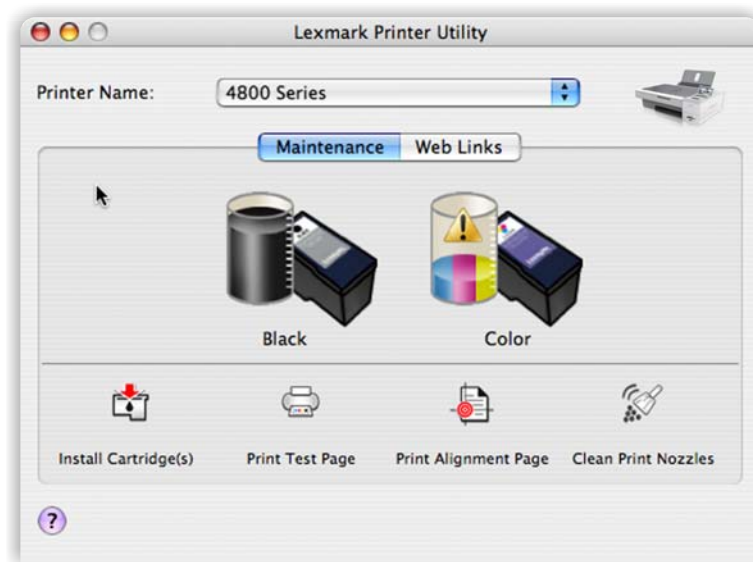 Lexmark Printer Utility
Printer Name:
4800 Series
Maintenance
Web Links
Black
Color
Install Cartridge(s)
Print Test Page
Print Alignment Page
Clean Print Nozzles
?